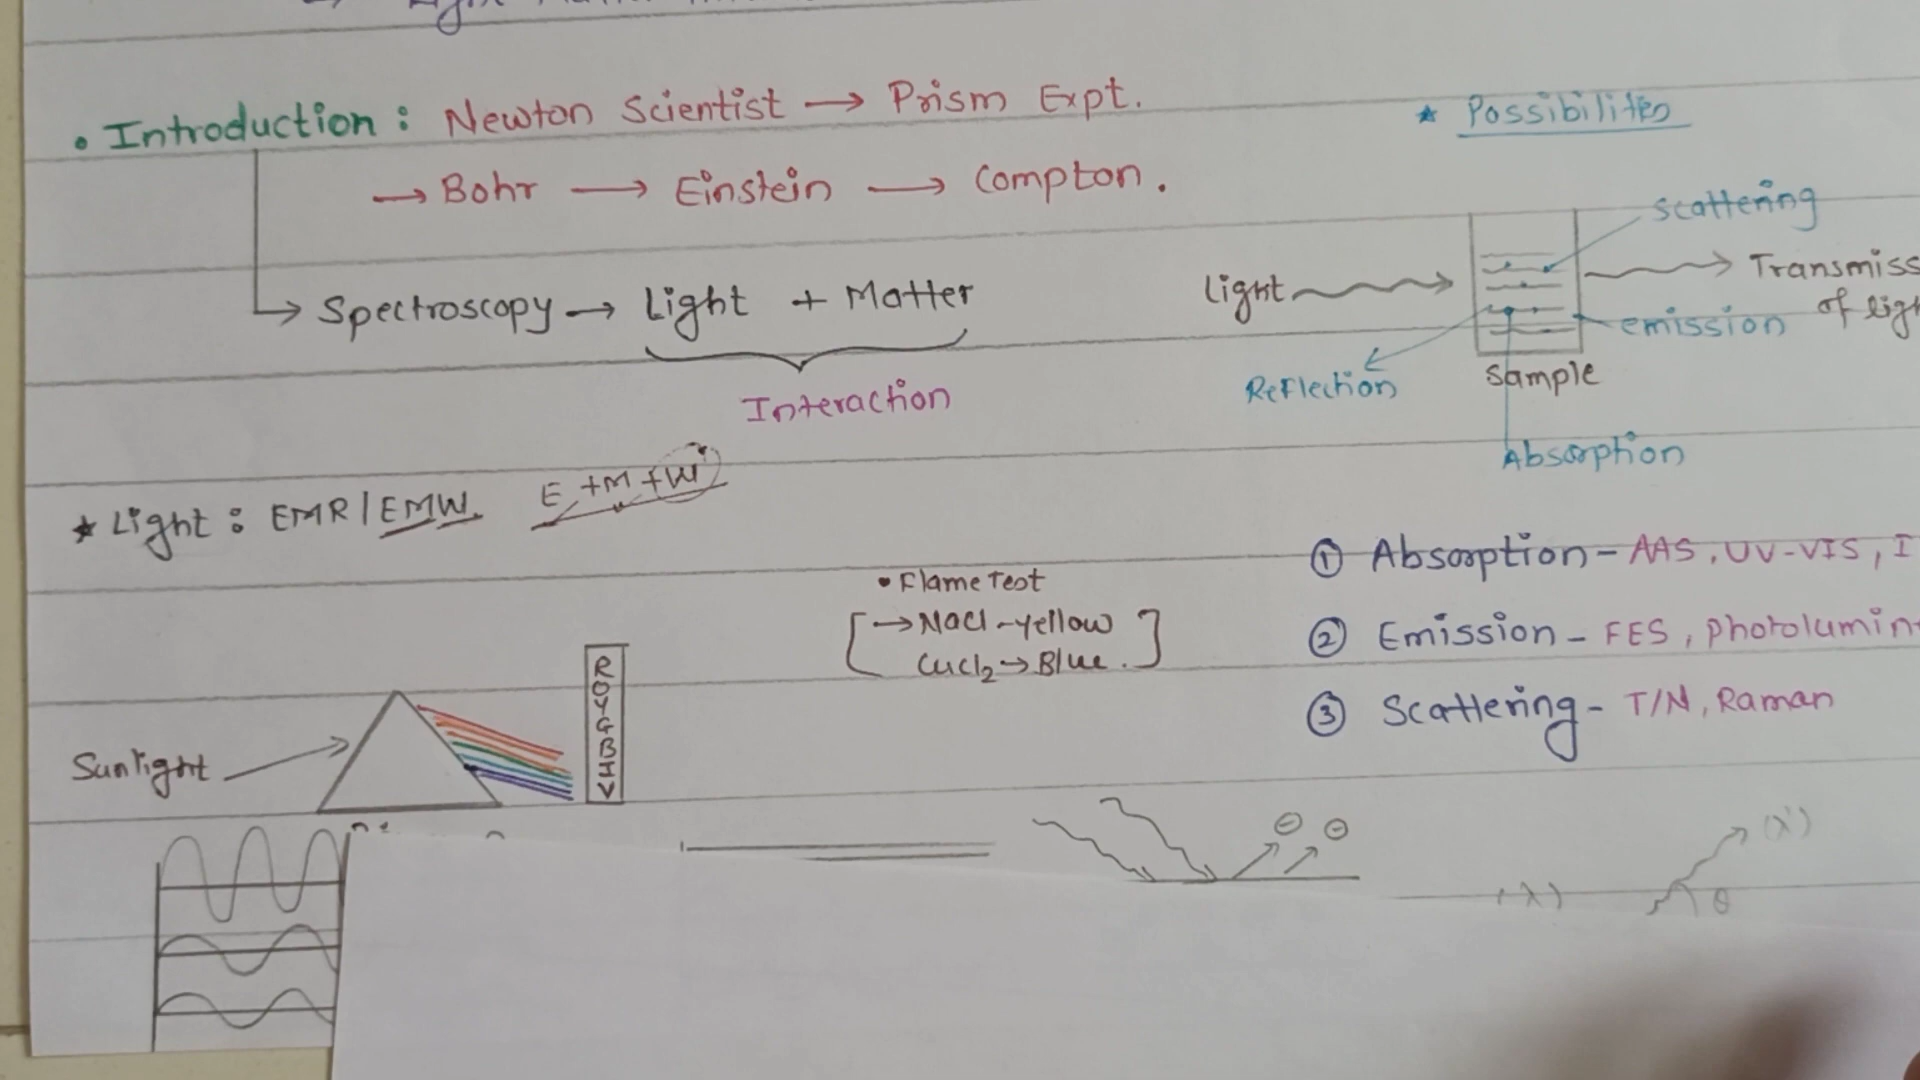 • Introduction : Newton Scientist → Prism Expt.
→ Bohr → Einstein → Compton.
→ Spectroscopy → Light + Matter
Interaction
★ Possibilites
Scattering
Light
Transmiss
of ligh
emission
Reflection
Sample
Absorption
★ Light : EMR | EMW E + M + W
• Flame Test
→ NaCl - yellow
CuCl₂ → Blue.
① Absorption - AAS, UV-VIS, I
② Emission - FES, photolumin
③ Scattering - T/N, Raman
Sunlight
R
O
Y
G
B
I
V
⊖ ⊖
(λ')
(λ)
θ